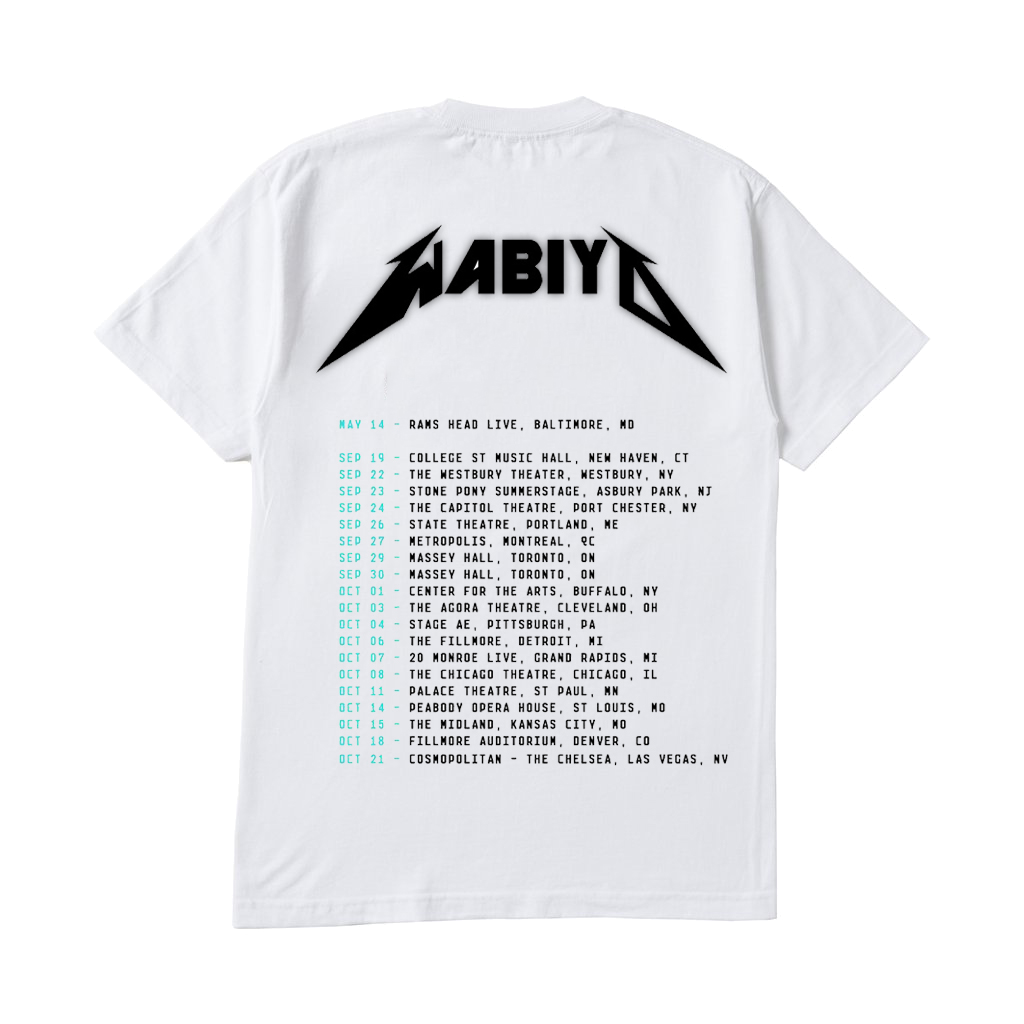 WABIYO
MAY 14 - RAMS HEAD LIVE, BALTIMORE, MD
SEP 19 - COLLEGE ST MUSIC HALL, NEW HAVEN, CT
SEP 22 - THE WESTBURY THEATER, WESTBURY, NY
SEP 23 - STONE PONY SUMMERSTAGE, ASBURY PARK, NJ
SEP 24 - THE CAPITOL THEATRE, PORT CHESTER, NY
SEP 26 - STATE THEATRE, PORTLAND, ME
SEP 27 - METROPOLIS, MONTREAL, QC
SEP 29 - MASSEY HALL, TORONTO, ON
SEP 30 - MASSEY HALL, TORONTO, ON
OCT 01 - CENTER FOR THE ARTS, BUFFALO, NY
OCT 03 - THE AGORA THEATRE, CLEVELAND, OH
OCT 04 - STAGE AE, PITTSBURGH, PA
OCT 06 - THE FILLMORE, DETROIT, MI
OCT 07 - 20 MONROE LIVE, GRAND RAPIDS, MI
OCT 08 - THE CHICAGO THEATRE, CHICAGO, IL
OCT 11 - PALACE THEATRE, ST PAUL, MN
OCT 14 - PEABODY OPERA HOUSE, ST LOUIS, MO
OCT 15 - THE MIDLAND, KANSAS CITY, MO
OCT 18 - FILLMORE AUDITORIUM, DENVER, CO
OCT 21 - COSMOPOLITAN - THE CHELSEA, LAS VEGAS, NV